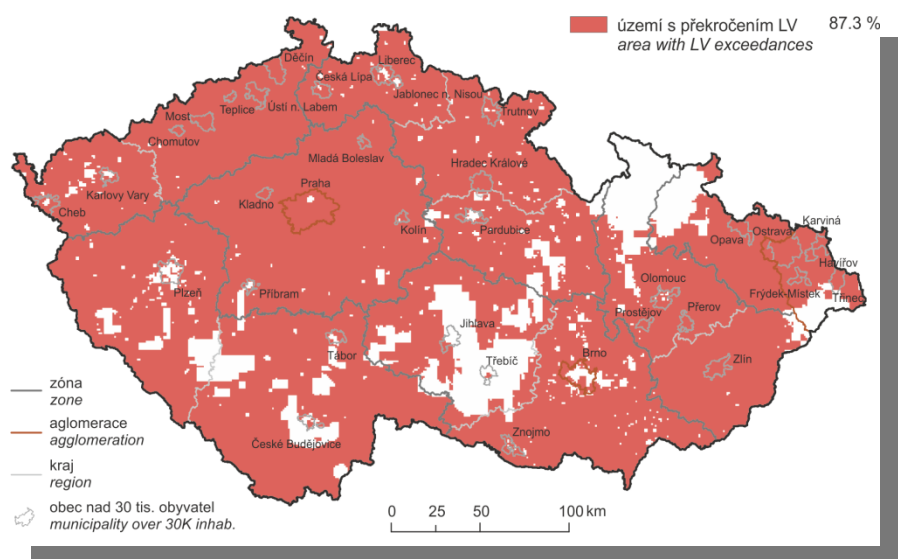 území s překročením LV 87.3 %
area with LV exceedances
Děčín
Liberec
Česká Lípa
Teplice
Ústí n. Labem
Jablonec n. Nisou
Most
Trutnov
Chomutov
Mladá Boleslav
Hradec Králové
Karlovy Vary
Praha
Cheb
Kladno
Kolín
Pardubice
Karviná
Opava
Ostrava
Havířov
Plzeň
Příbram
Olomouc
Frýdek-Místek
Třinec
Prostějov
Přerov
Jihlava
Tábor
Třebíč
Brno
Zlín
České Budějovice
Znojmo
zóna
zone
aglomerace
agglomeration
kraj
region
obec nad 30 tis. obyvatel
municipality over 30K inhab.
0 25 50 100 km